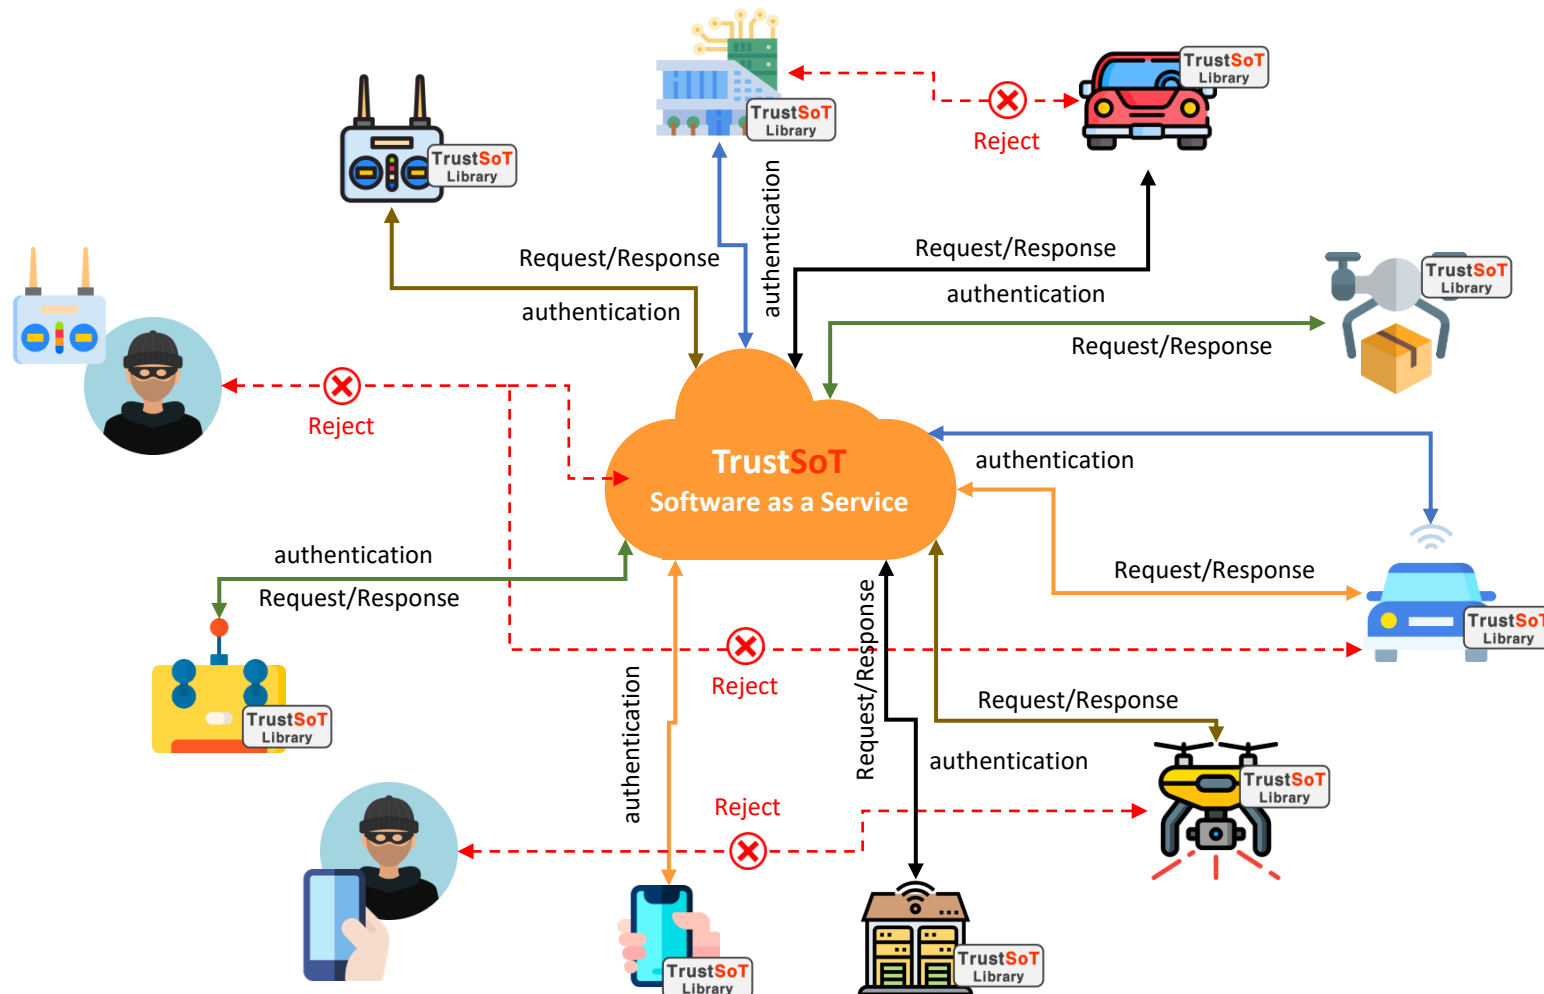 TrustSoT
Library
TrustSoT
Library
Reject
TrustSoT
Library
authentication
Request/Response
authentication
Request/Response
authentication
Request/Response
TrustSoT
Library
Reject
TrustSoT
Software as a Service
authentication
authentication
Request/Response
Request/Response
TrustSoT
Library
Request/Response
Reject
authentication
Request/Response
TrustSoT
Library
authentication
Reject
TrustSoT
Library
TrustSoT
Library
TrustSoT
Library